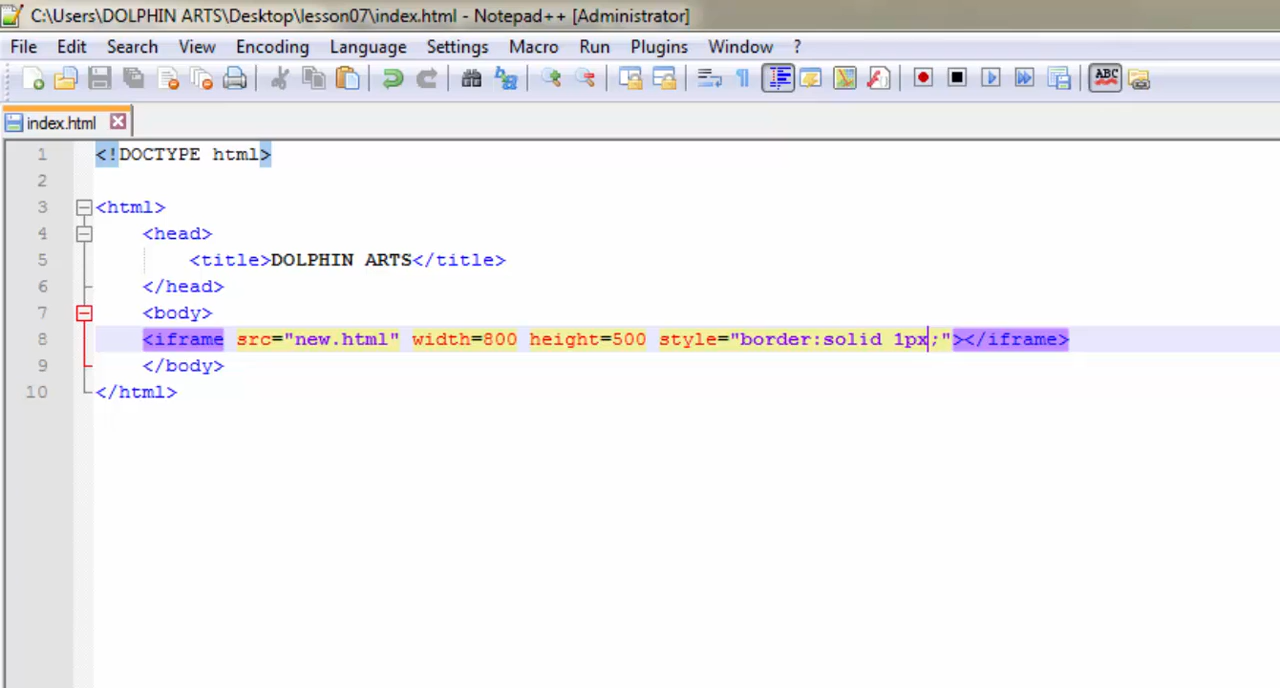 C:\Users\DOLPHIN ARTS\Desktop\lesson07\index.html - Notepad++ [Administrator]
File Edit Search View Encoding Language Settings Macro Run Plugins Window ?
ABC
index.html
1 <!DOCTYPE html>
2
3 <html>
4 <head>
5 <title>DOLPHIN ARTS</title>
6 </head>
7 <body>
8 <iframe src="new.html" width=800 height=500 style="border:solid 1px;"></iframe>
9 </body>
10 </html>